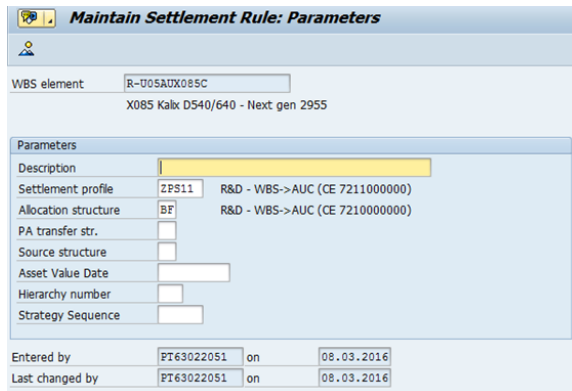 Maintain Settlement Rule: Parameters
WBS element R-U05AUX085C
X085 Kalix D540/640 - Next gen 2955
Parameters
Description
Settlement profile ZPS11 R&D - WBS->AUC (CE 7211000000)
Allocation structure BF R&D - WBS->AUC (CE 7210000000)
PA transfer str.
Source structure
Asset Value Date
Hierarchy number
Strategy Sequence
Entered by PT63022051 on 08.03.2016
Last changed by PT63022051 on 08.03.2016